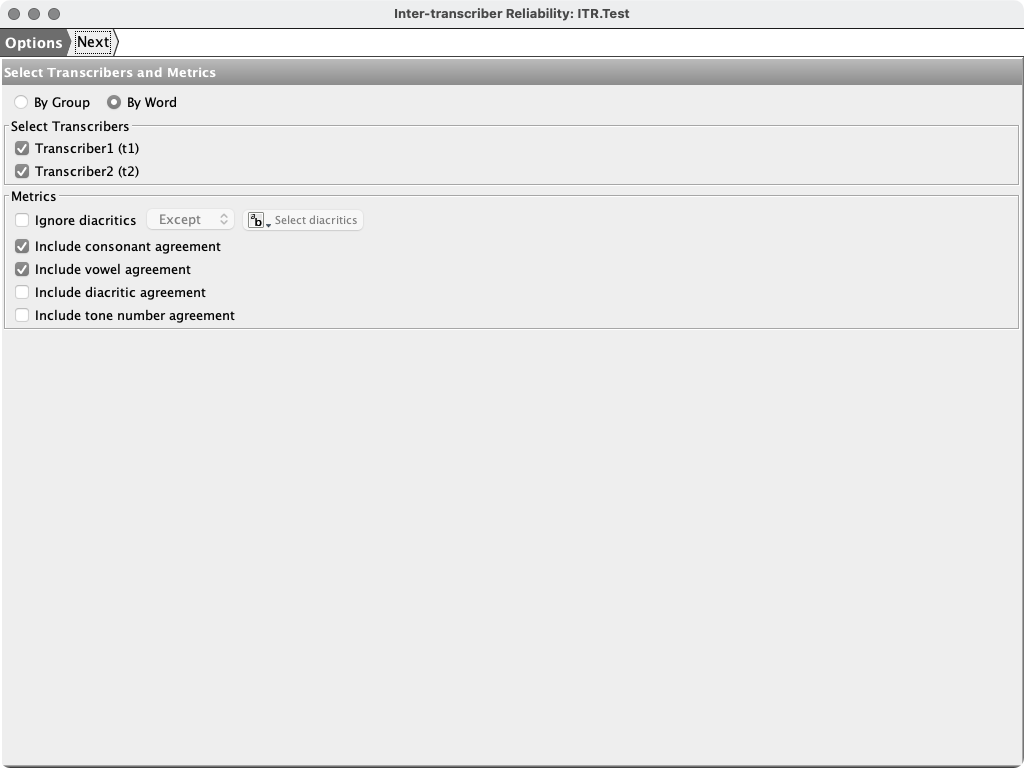 Inter-transcriber Reliability: ITR.Test
Options Next
Select Transcribers and Metrics
By Group By Word
Select Transcribers
Transcriber1 (t1)
Transcriber2 (t2)
Metrics
Ignore diacritics Except ab Select diacritics
Include consonant agreement
Include vowel agreement
Include diacritic agreement
Include tone number agreement